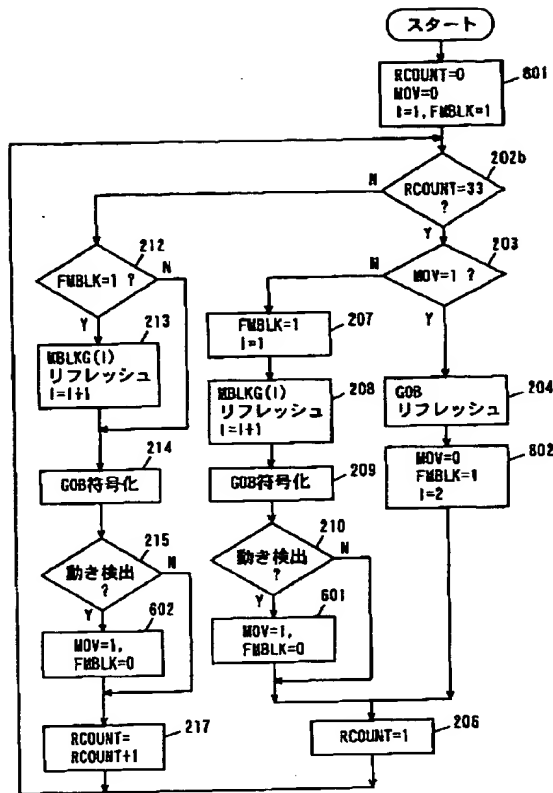 スタート
RCOUNT=0
MOV=0
I=1,FMBLK=1
801
202b
RCOUNT=33
?
N
Y
212
FMBLK=1 ?
N
Y
203
MOV=1 ?
N
Y
213
MBLKG(I)
リフレッシュ
I=I+1
FMBLK=1
I=1
207
MBLKG(I)
リフレッシュ
I=I+1
208
GOB
リフレッシュ
204
214
GOB符号化
GOB符号化
209
MOV=0
FMBLK=1
I=2
802
215
動き検出
?
N
Y
210
動き検出
?
N
Y
602
MOV=1,
FMBLK=0
601
MOV=1,
FMBLK=0
RCOUNT=
RCOUNT+1
217
RCOUNT=1
206